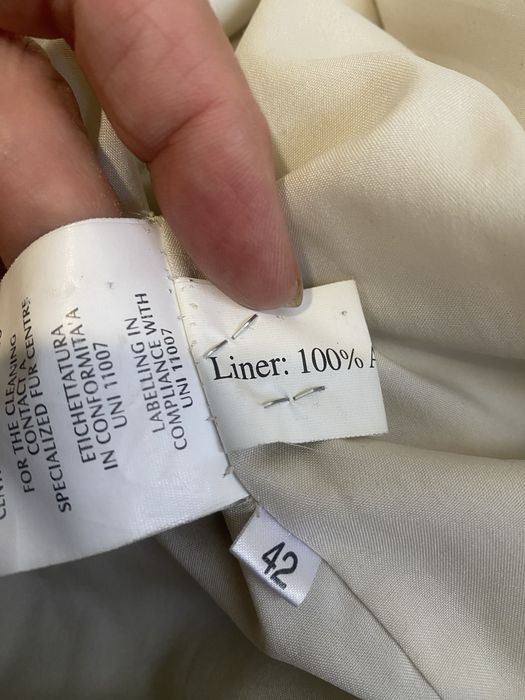 FOR THE CLEANING
CONTACT A
SPECIALIZED FUR CENTRE
ETICHETTATURA
IN CONFORMITA'A
UNI 11007
LABELLING IN
COMPLIANCE WITH
UNI 11007
Liner: 100%
42